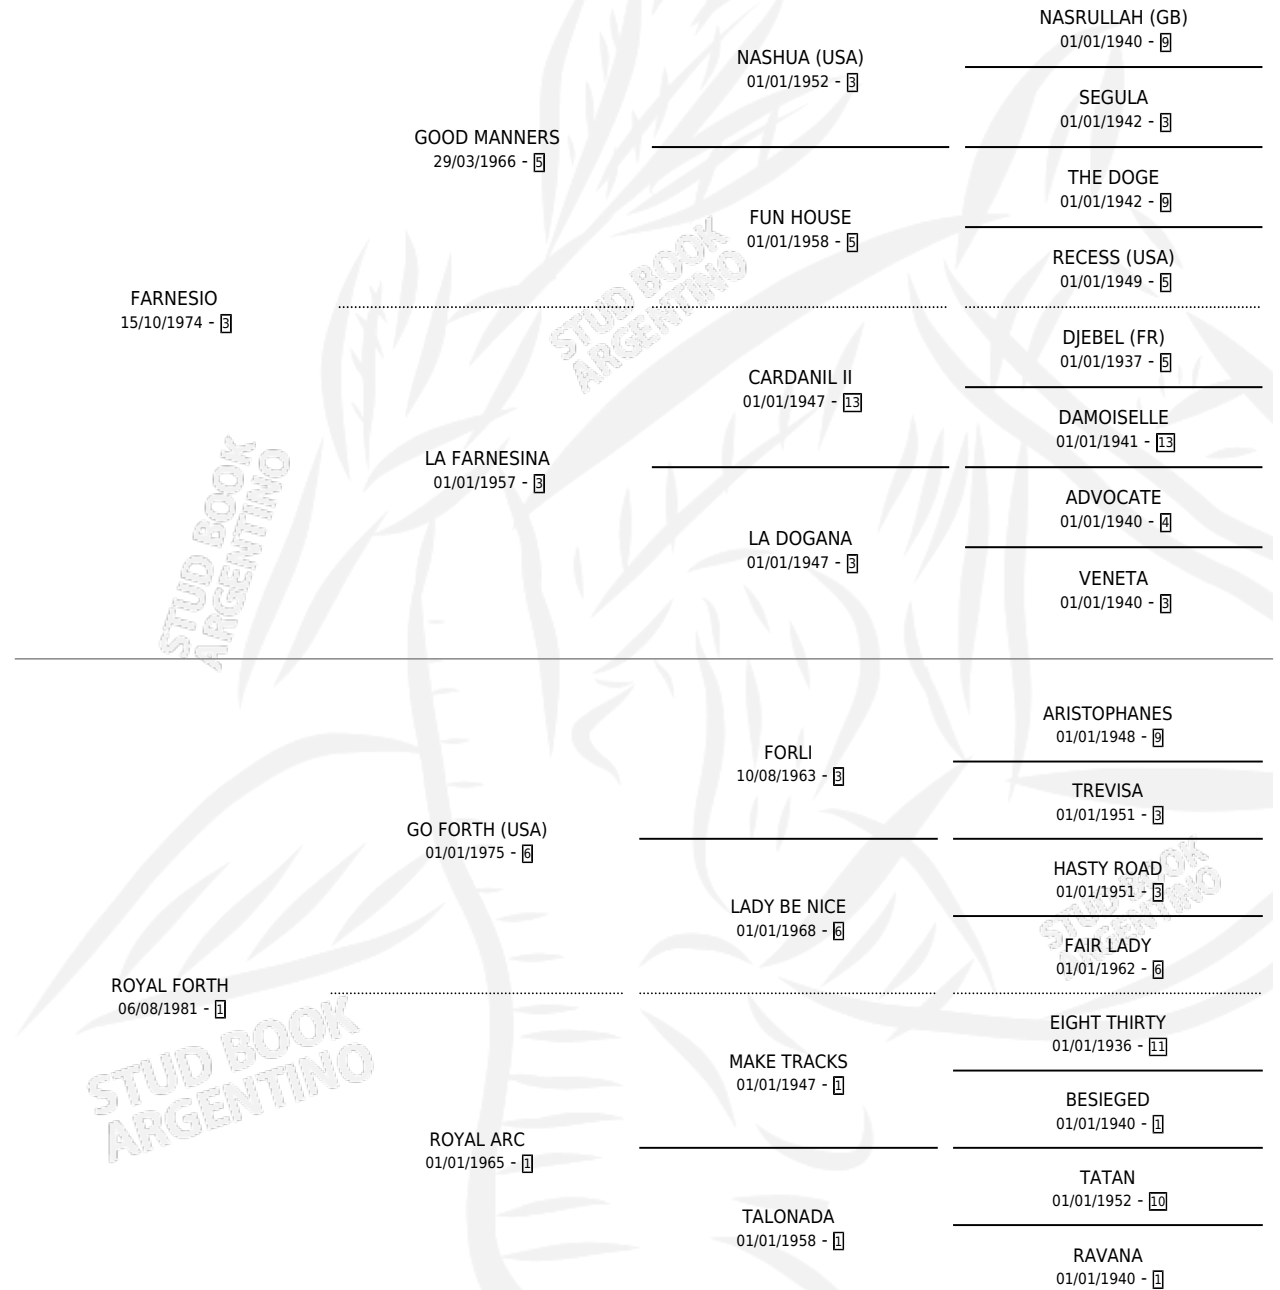 NASRULLAH (GB)
01/01/1940 - 9
NASHUA (USA)
01/01/1952 - 3
SEGULA
01/01/1942 - 3
GOOD MANNERS
29/03/1966 - 5
THE DOGE
01/01/1942 - 9
FUN HOUSE
01/01/1958 - 5
RECESS (USA)
01/01/1949 - 5
FARNESIO
15/10/1974 - 3
DJEBEL (FR)
01/01/1937 - 5
CARDANIL II
01/01/1947 - 13
DAMOISELLE
01/01/1941 - 13
LA FARNESINA
01/01/1957 - 3
ADVOCATE
01/01/1940 - 4
LA DOGANA
01/01/1947 - 3
VENETA
01/01/1940 - 3
ARISTOPHANES
01/01/1948 - 9
FORLI
10/08/1963 - 3
TREVISA
01/01/1951 - 3
GO FORTH (USA)
01/01/1975 - 6
HASTY ROAD
01/01/1951 - 3
LADY BE NICE
01/01/1968 - 6
FAIR LADY
01/01/1962 - 6
ROYAL FORTH
06/08/1981 - 1
EIGHT THIRTY
01/01/1936 - 11
MAKE TRACKS
01/01/1947 - 1
BESIEGED
01/01/1940 - 1
ROYAL ARC
01/01/1965 - 1
TATAN
01/01/1952 - 10
TALONADA
01/01/1958 - 1
RAVANA
01/01/1940 - 1
STUD BOOK
ARGENTINO
STUD BOOK
ARGENTINO
STUD BOOK
ARGENTINO
STUD BOOK
ARGENTINO